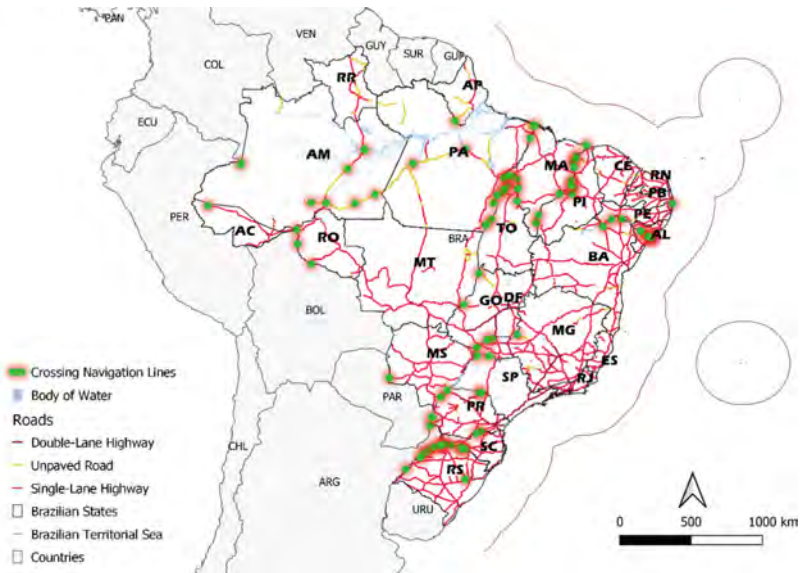 PAN
VEN
GUY
SUR
GUF
COL
RR
AP
ECU
AM
PA
MA
CE
RN
PB
PI
PE
PER
AC
RO
TO
AL
BRA
BA
MT
GO
DF
BOL
MG
MS
ES
SP
RJ
PAR
PR
SC
CHL
ARG
RS
URU
Crossing Navigation Lines
Body of Water
Roads
Double-Lane Highway
Unpaved Road
Single-Lane Highway
Brazilian States
Brazilian Territorial Sea
Countries
0 500 1000 km